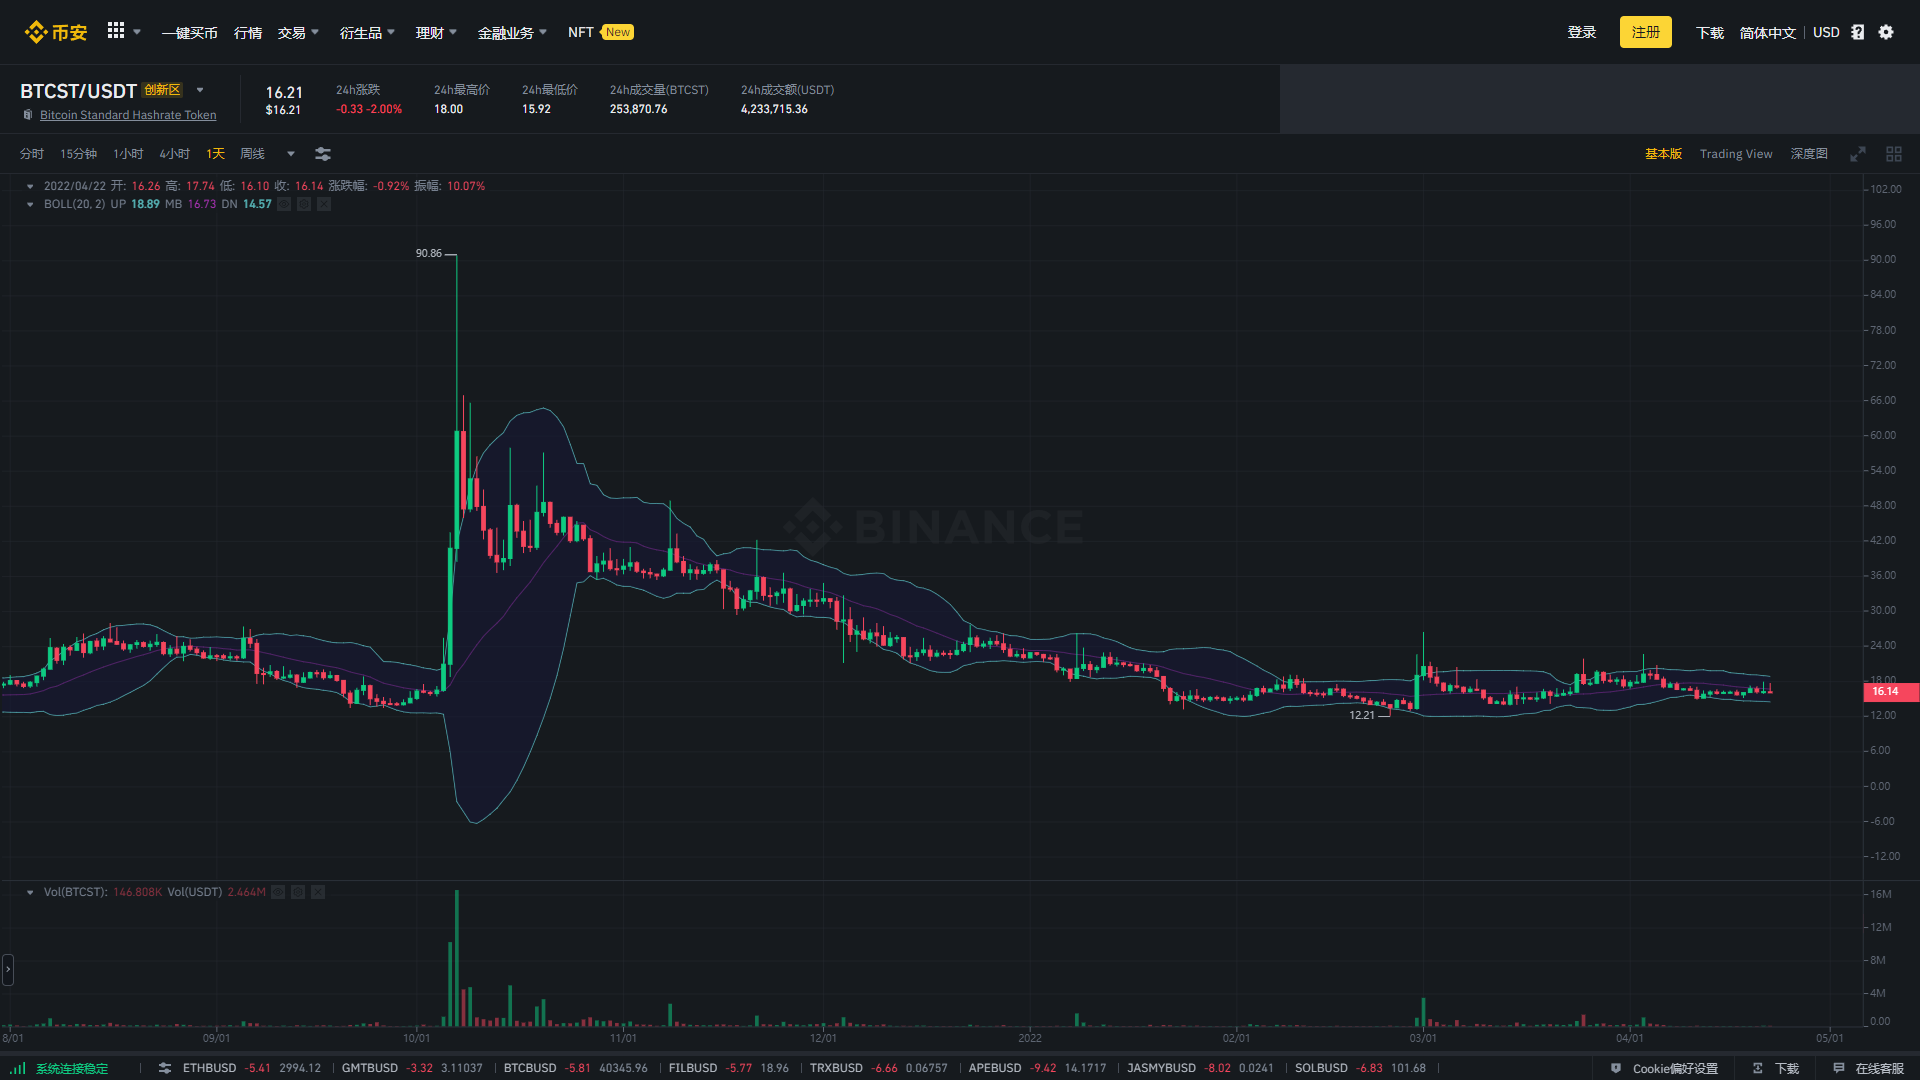 币安 一键买币 行情 交易 衍生品 理财 金融业务 NFT New 登录 注册 下载 简体中文 USD
BTCST/USDT 创新区
Bitcoin Standard Hashrate Token
16.21
$16.21
24h涨跌
-0.33 -2.00%
24h最高价
18.00
24h最低价
15.92
24h成交量(BTCST)
253,870.76
24h成交额(USDT)
4,233,715.36
分时 15分钟 1小时 4小时 1天 周线 基本版 Trading View 深度图
2022/04/22 开: 16.26 高: 17.74 低: 16.10 收: 16.14 涨跌幅: -0.92% 振幅: 10.07%
BOLL(20, 2) UP 18.89 MB 16.73 DN 14.57
102.00
96.00
90.86
90.00
84.00
78.00
72.00
66.00
60.00
54.00
48.00
BINANCE
42.00
36.00
30.00
24.00
18.00
16.14
12.21
12.00
6.00
0.00
-6.00
-12.00
Vol(BTCST): 146.808K Vol(USDT) 2.464M
16M
12M
8M
4M
0.00
8/01 09/01 10/01 11/01 12/01 2022 02/01 03/01 04/01 05/01
系统连接稳定 ETHBUSD -5.41 2994.12 GMTBUSD -3.32 3.11037 BTCBUSD -5.81 40345.96 FILBUSD -5.77 18.96 TRXBUSD -6.66 0.06757 APEBUSD -9.42 14.1717 JASMYBUSD -8.02 0.0241 SOLBUSD -6.83 101.68 Cookie偏好设置 下载 在线客服